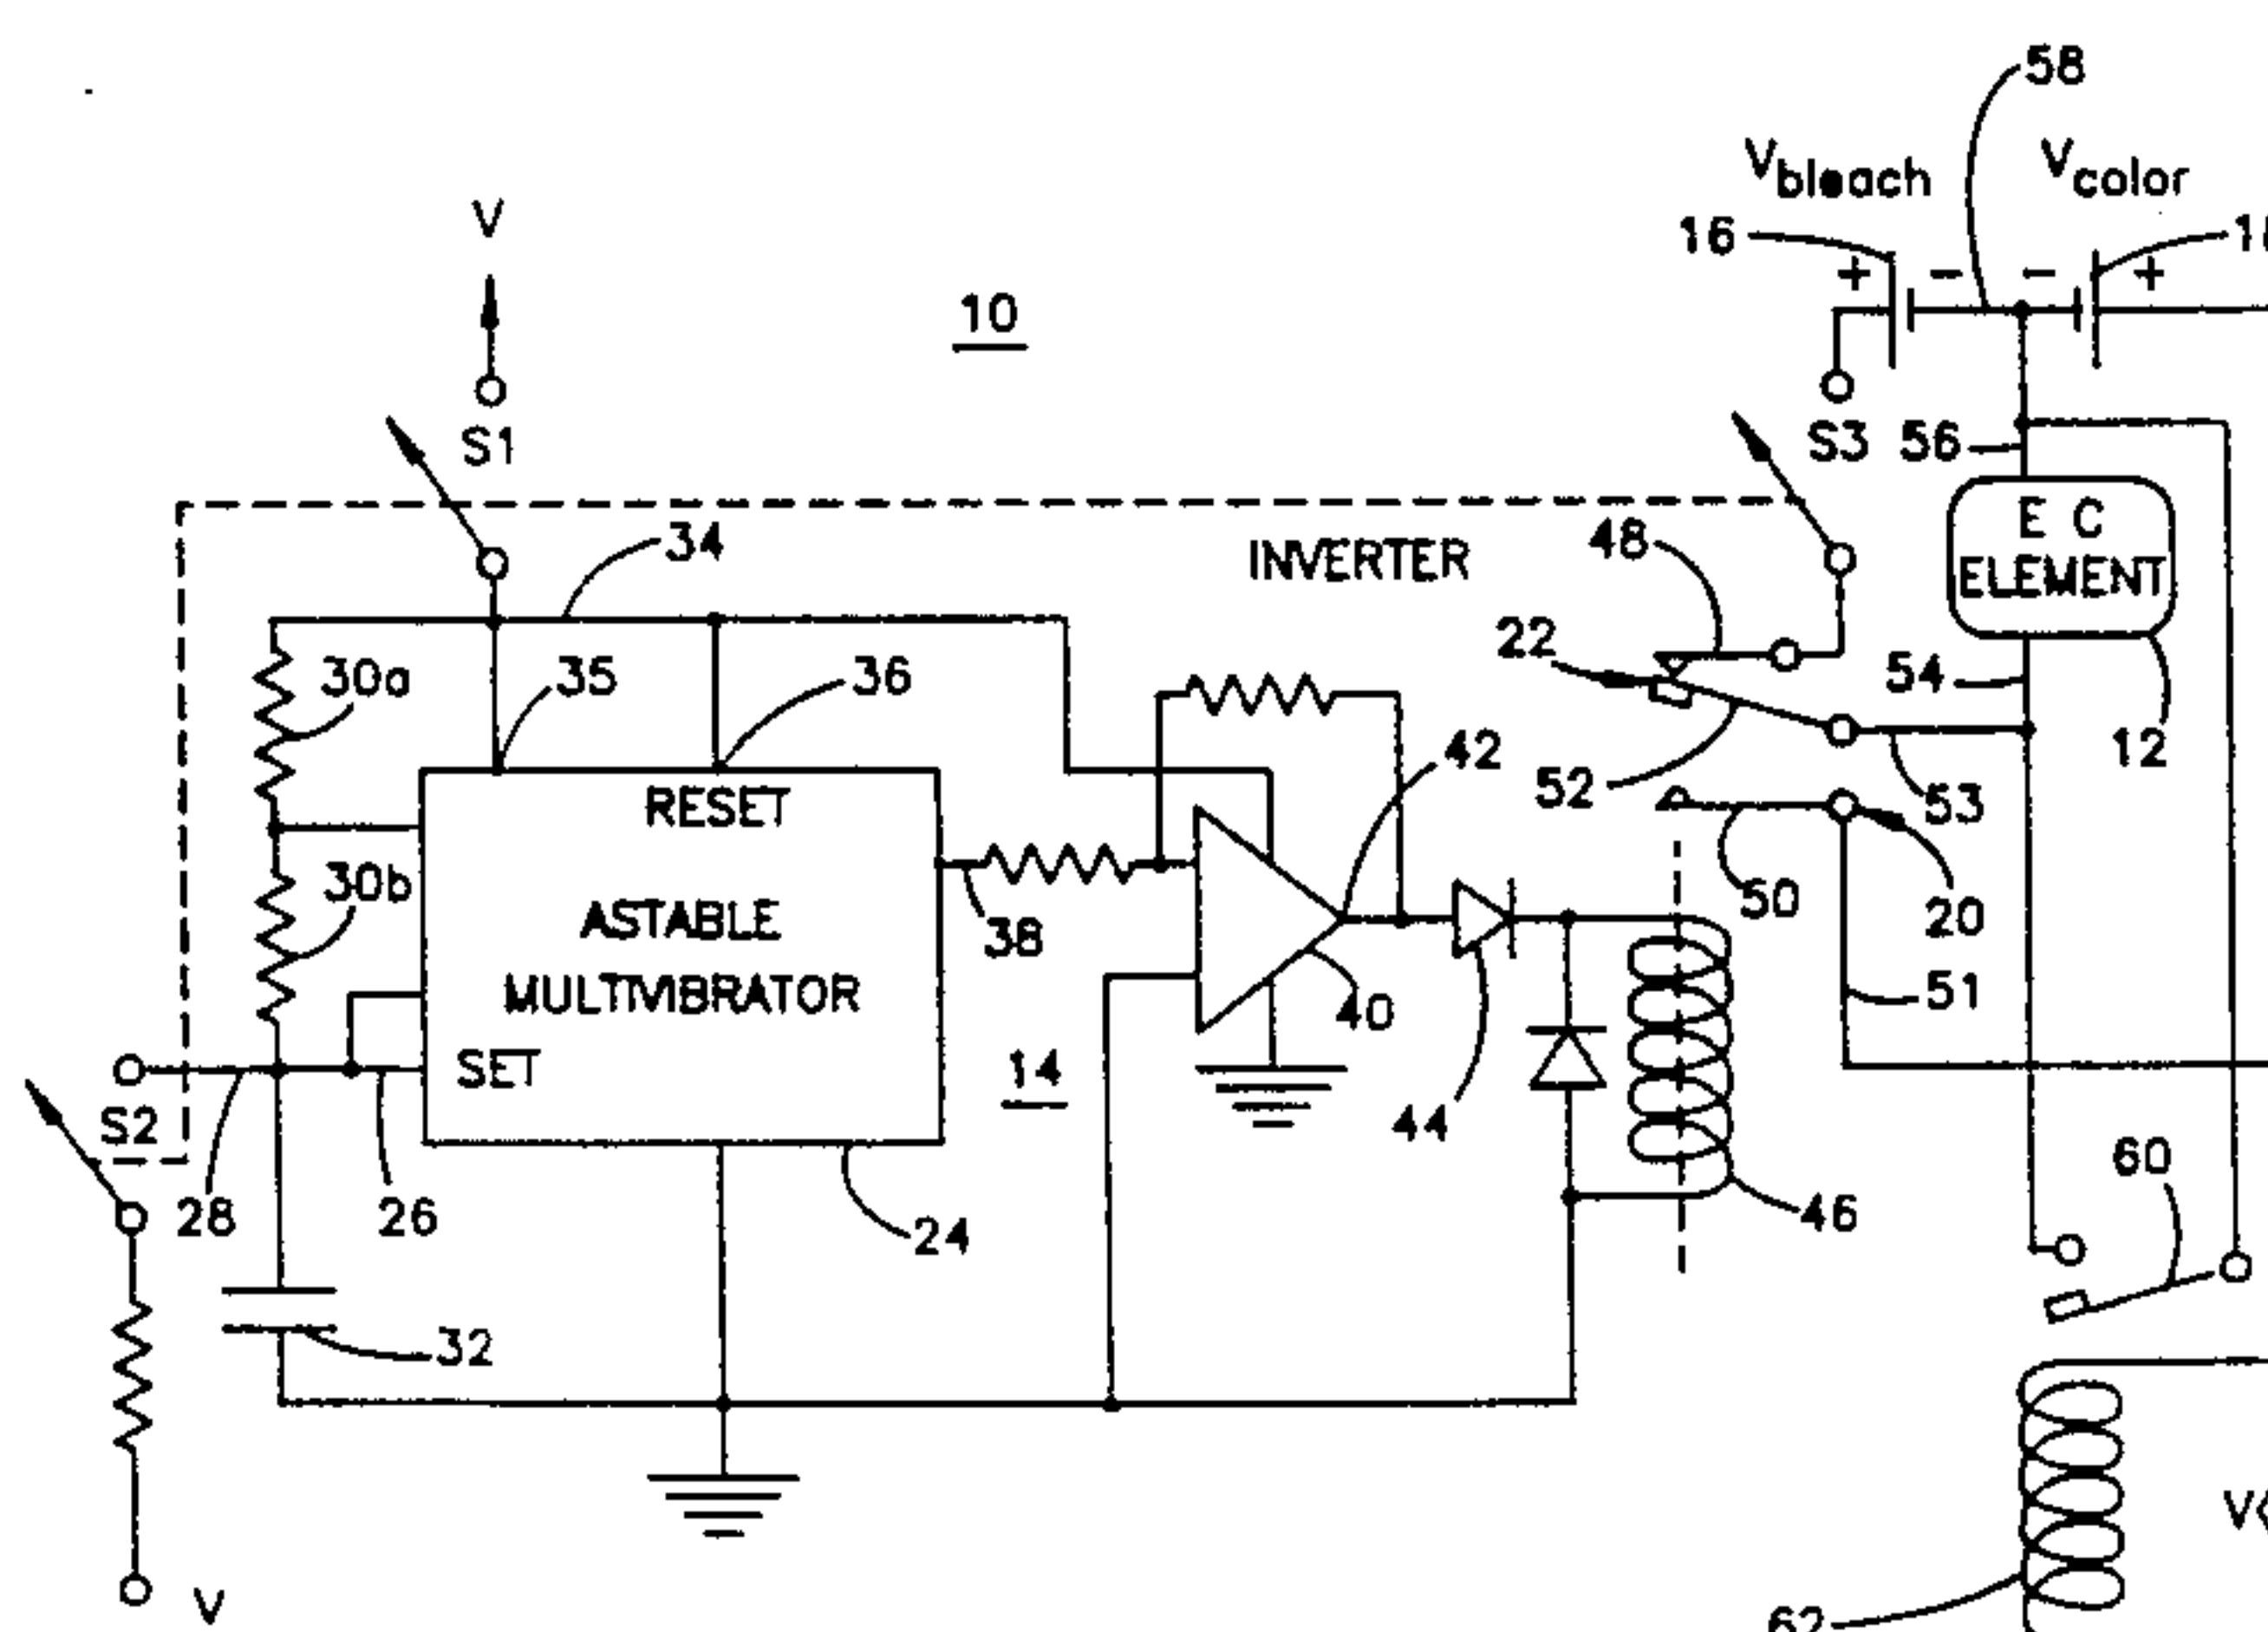 58
Vbleach Vcolor
16
+ - - +
V
10
S1
S3 56
E C
ELEMENT
34
48
INVERTER
22
30a
35
36
54
12
42
52
53
RESET
30b
ASTABLE
MULTIVIBRATOR
38
50
20
40
51
SET
14
S2
44
60
28
26
24
46
32
V
62